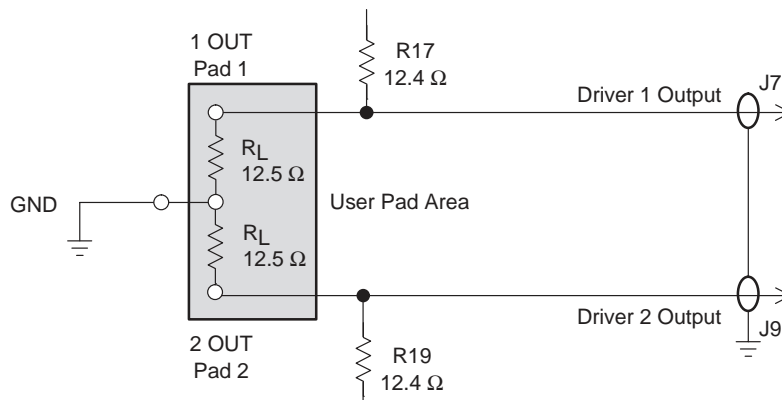 1 OUT
Pad 1
R17
12.4 Ω
Driver 1 Output
J7
RL
12.5 Ω
GND
User Pad Area
RL
12.5 Ω
Driver 2 Output
J9
2 OUT
Pad 2
R19
12.4 Ω